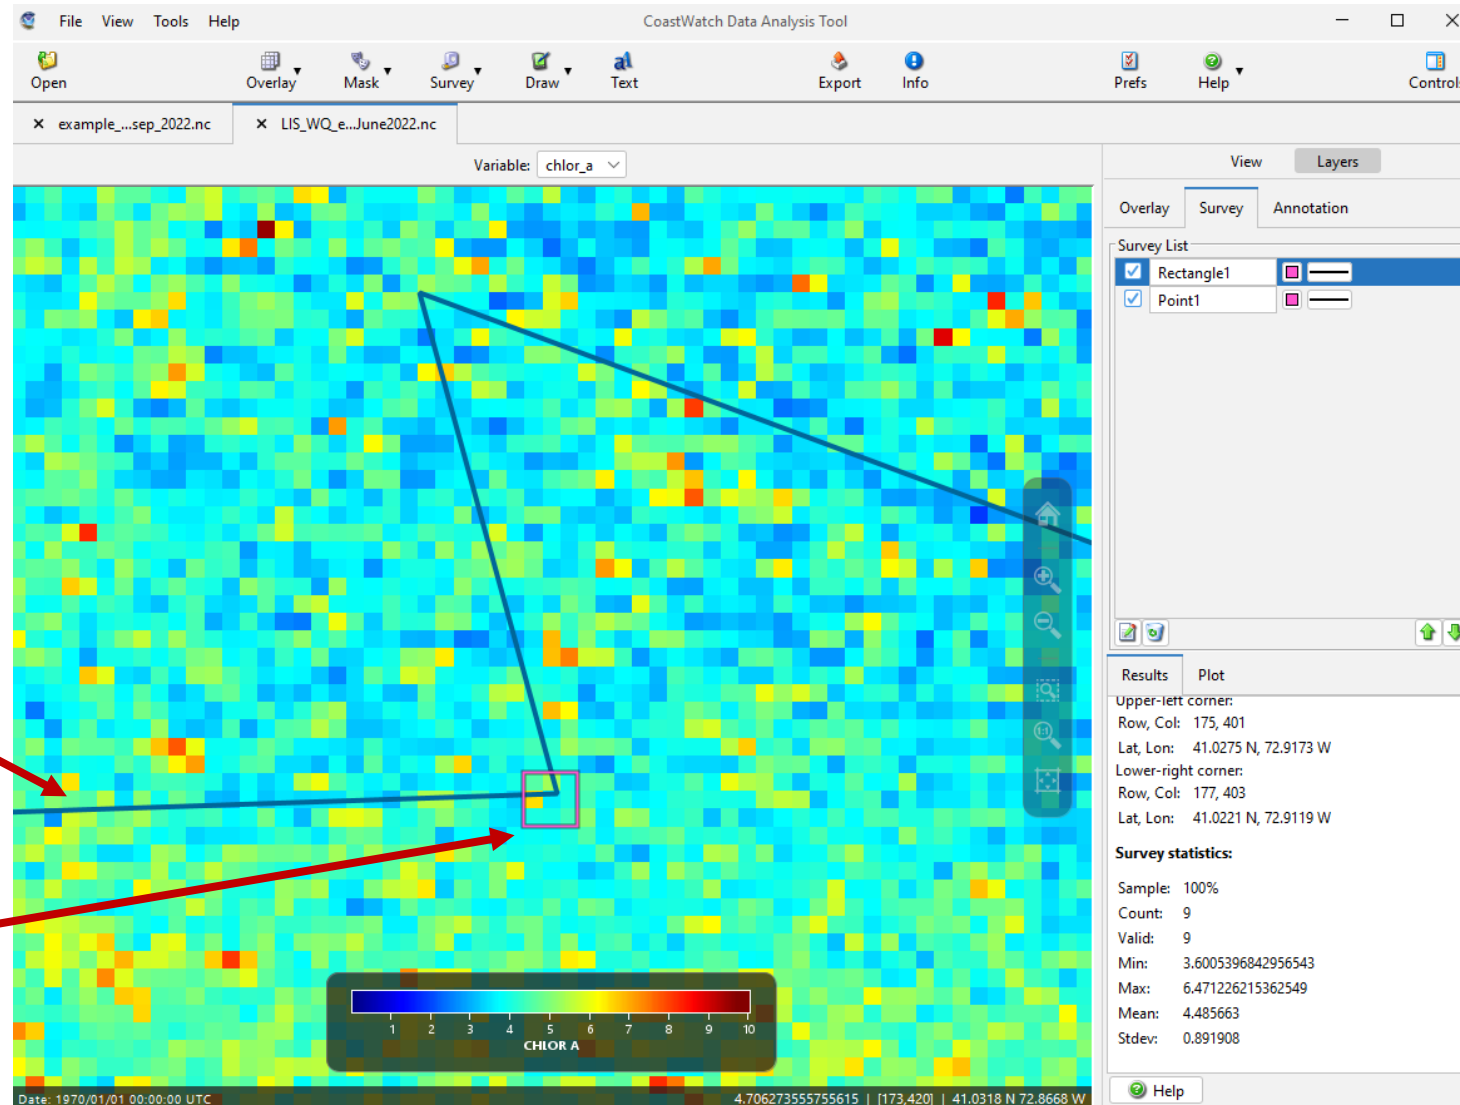 File View Tools Help CoastWatch Data Analysis Tool
Open Overlay Mask Survey Draw Text Export Info Prefs Help Controls
example_...sep_2022.nc LIS_WQ_e...June2022.nc
Variable: chlor_a
View Layers
Overlay Survey Annotation
Survey List
Rectangle1
Point1
Results Plot
Upper-left corner:
Row, Col: 175, 401
Lat, Lon: 41.0275 N, 72.9173 W
Lower-right corner:
Row, Col: 177, 403
Lat, Lon: 41.0221 N, 72.9119 W
Survey statistics:
Sample: 100%
Count: 9
Valid: 9
Min: 3.6005396842956543
Max: 6.471226215362549
Mean: 4.485663
Stdev: 0.891908
Help
1:1
1 2 3 4 5 6 7 8 9 10
CHLOR A
Date: 1970/01/01 00:00:00 UTC 4.706273555755615 | [173,420] | 41.0318 N 72.8668 W